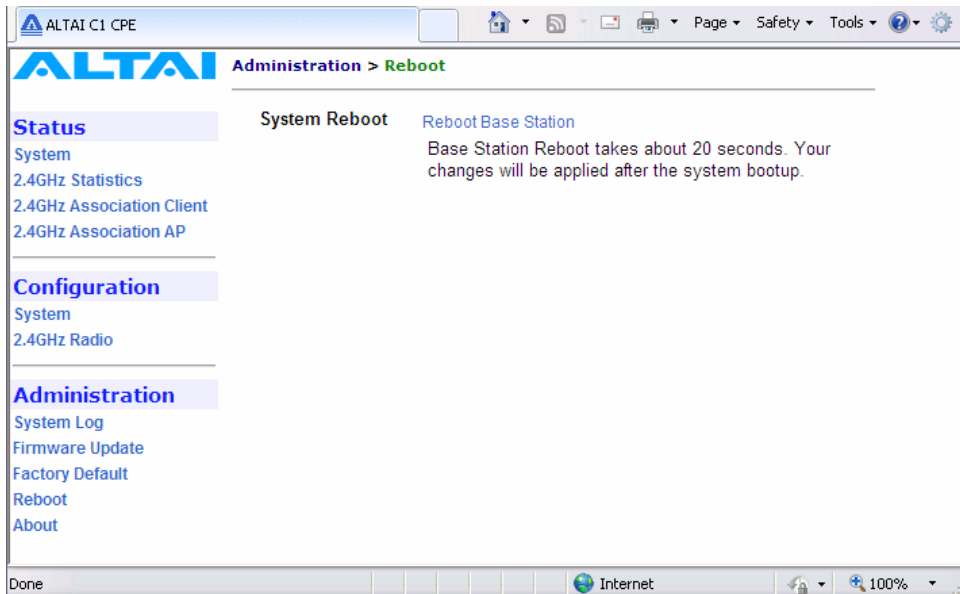 ALTAI C1 CPE
Page Safety Tools
ALTAI
Administration > Reboot
System Reboot
Reboot Base Station
Base Station Reboot takes about 20 seconds. Your
changes will be applied after the system bootup.
Status
System
2.4GHz Statistics
2.4GHz Association Client
2.4GHz Association AP
Configuration
System
2.4GHz Radio
Administration
System Log
Firmware Update
Factory Default
Reboot
About
Done
Internet
100%